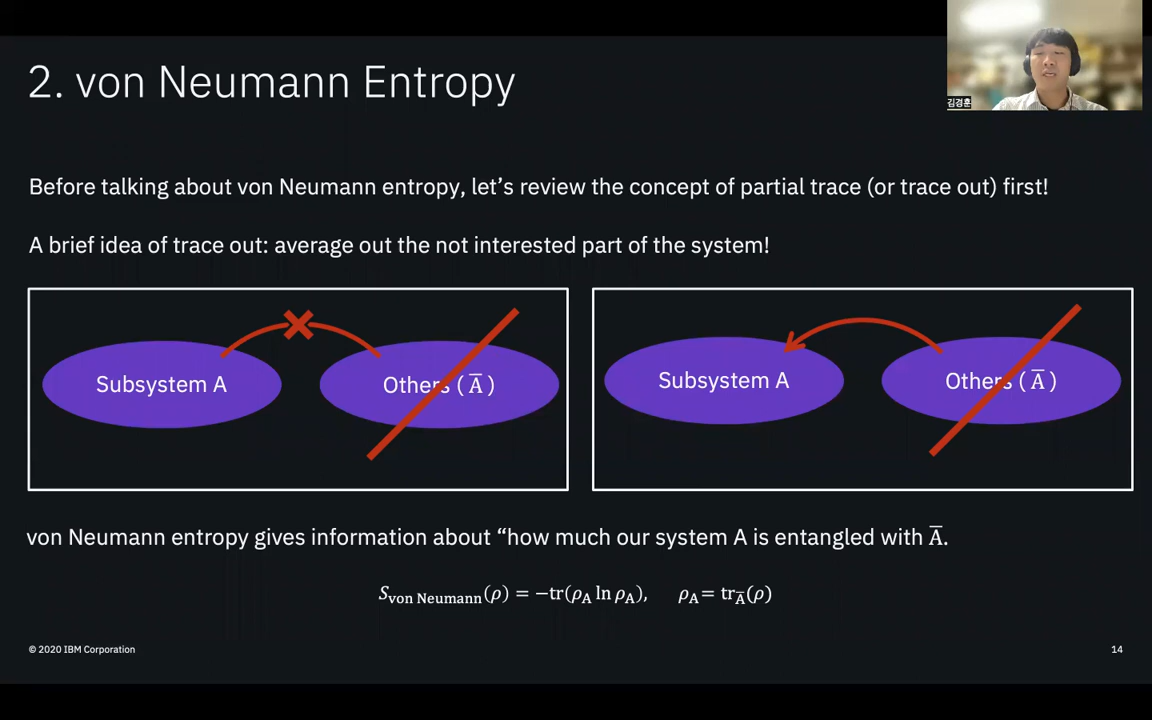 2. von Neumann Entropy
김경훈
Before talking about von Neumann entropy, let's review the concept of partial trace (or trace out) first!
A brief idea of trace out: average out the not interested part of the system!
Subsystem A
Others ( A̅ )
Subsystem A
Others ( A̅ )
von Neumann entropy gives information about “how much our system A is entangled with A̅.
S_von Neumann(ρ) = −tr(ρ_A ln ρ_A), ρ_A= tr_A̅(ρ)
© 2020 IBM Corporation
14